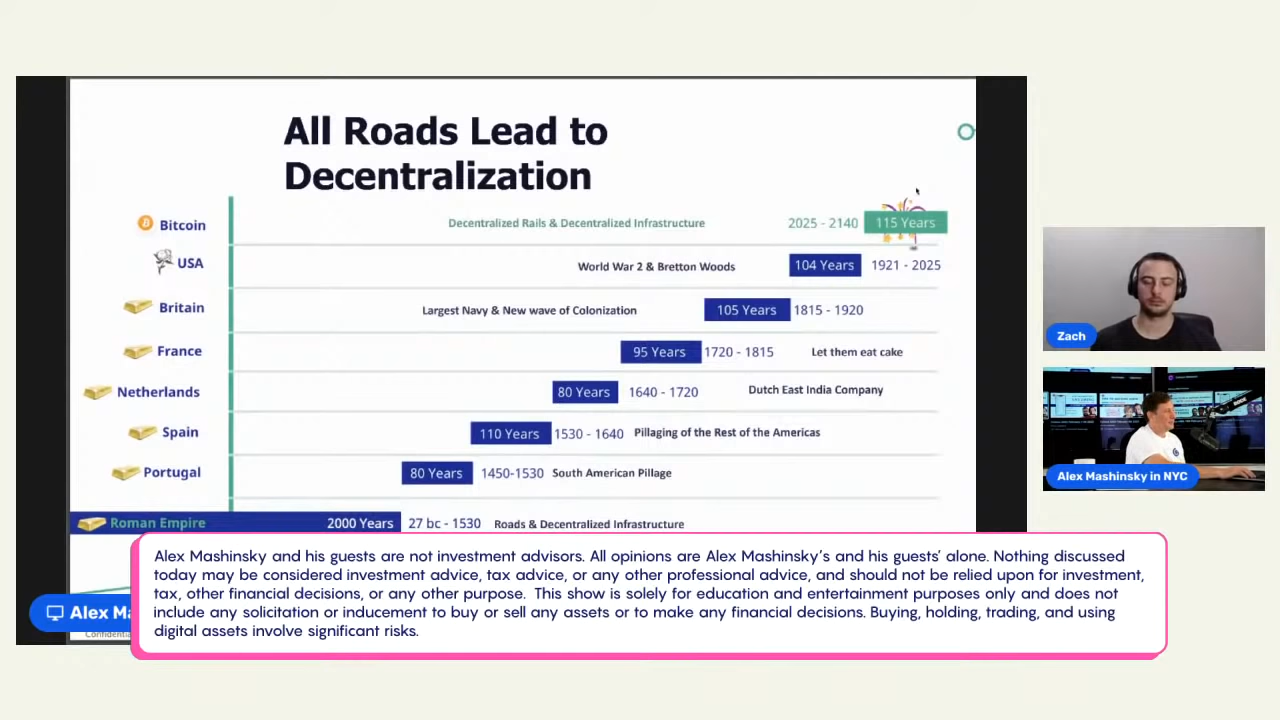 All Roads Lead to
Decentralization
Bitcoin Decentralized Rails & Decentralized Infrastructure 2025 - 2140 115 Years
USA World War 2 & Bretton Woods 104 Years 1921 - 2025
Britain Largest Navy & New wave of Colonization 105 Years 1815 - 1920
France 95 Years 1720 - 1815 Let them eat cake
Netherlands 80 Years 1640 - 1720 Dutch East India Company
Spain 110 Years 1530 - 1640 Pillaging of the Rest of the Americas
Portugal 80 Years 1450-1530 South American Pillage
Roman Empire 2000 Years 27 bc - 1530 Roads & Decentralized Infrastructure
Zach
Alex Mashinsky in NYC
Alex Mashinsky and his guests are not investment advisors. All opinions are Alex Mashinsky's and his guests' alone. Nothing discussed
today may be considered investment advice, tax advice, or any other professional advice, and should not be relied upon for investment,
tax, other financial decisions, or any other purpose. This show is solely for education and entertainment purposes only and does not
include any solicitation or inducement to buy or sell any assets or to make any financial decisions. Buying, holding, trading, and using
digital assets involve significant risks.
Alex